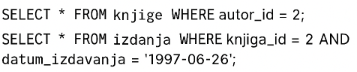 SELECT * FROM knjige WHERE autor_id = 2;
SELECT * FROM izdanja WHERE knjiga_id = 2 AND
datum_izdavanja = '1997-06-26';